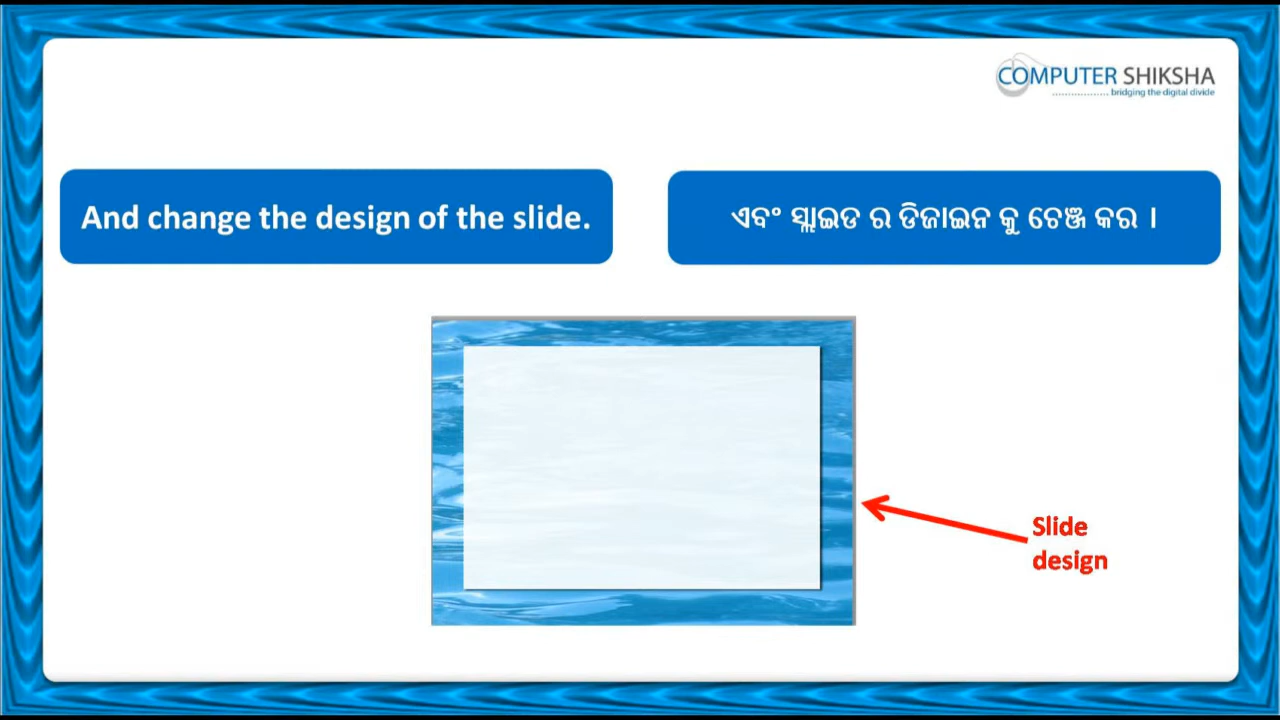 COMPUTER SHIKSHA
bridging the digital divide
And change the design of the slide.
ଏବଂ ସ୍ଲାଇଡ ର ଡିଜାଇନ କୁ ଚେଞ୍ଜ କର ।
Slide
design